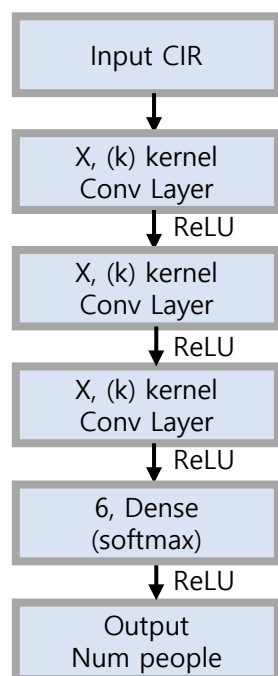 Input CIR
X, (k) kernel
Conv Layer
ReLU
X, (k) kernel
Conv Layer
ReLU
X, (k) kernel
Conv Layer
ReLU
6, Dense
(softmax)
ReLU
Output
Num people